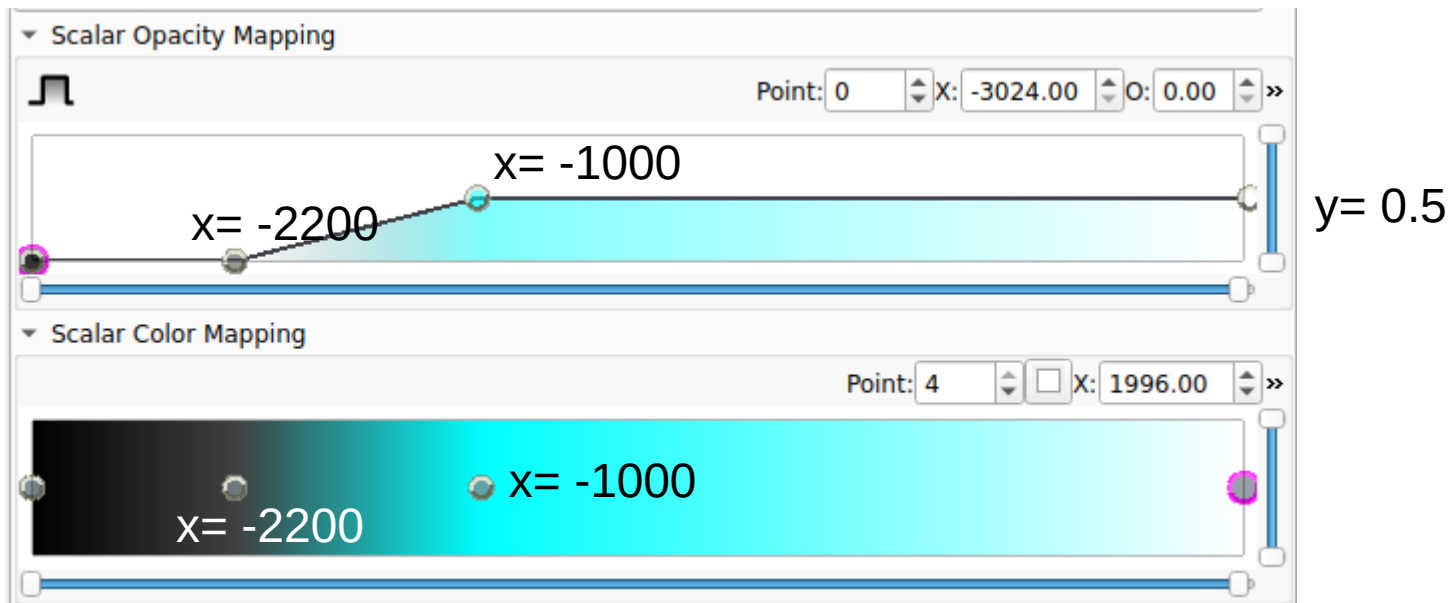 Scalar Opacity Mapping
Point: 0 X: -3024.00 O: 0.00 »
x= -1000
x= -2200
y= 0.5
Scalar Color Mapping
Point: 4 X: 1996.00 »
x= -1000
x= -2200